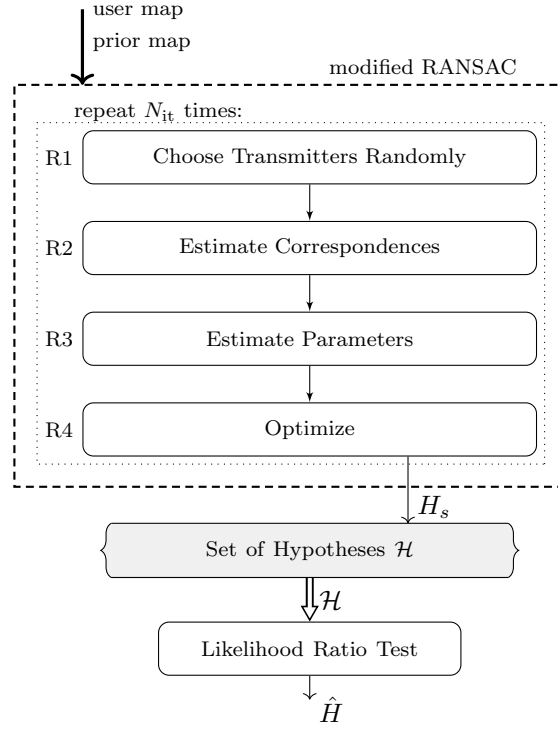 user map
prior map
modified RANSAC
repeat N_it times:
R1 Choose Transmitters Randomly
R2 Estimate Correspondences
R3 Estimate Parameters
R4 Optimize
H_s
Set of Hypotheses ℋ
ℋ
Likelihood Ratio Test
Ĥ